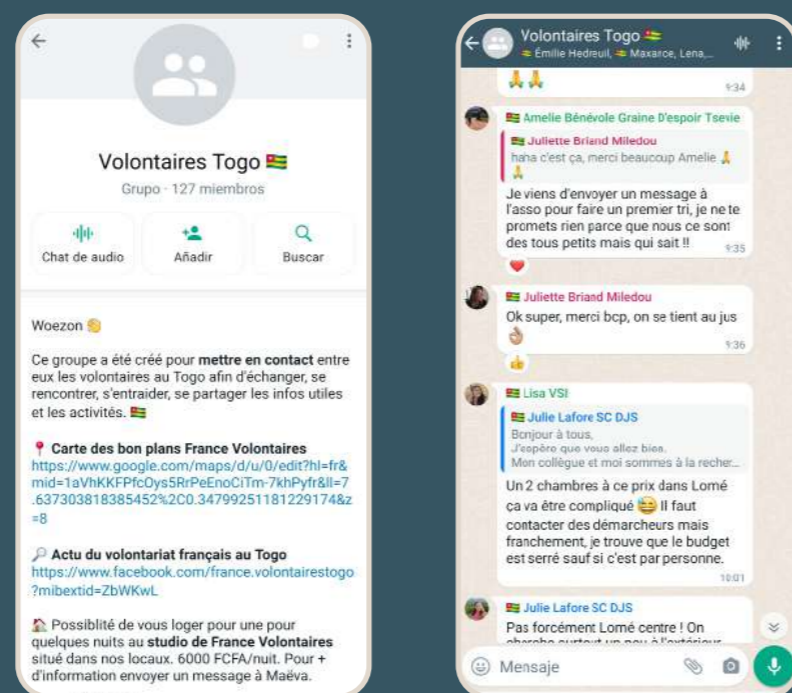 Volontaires Togo 🇹🇬
Grupo · 127 miembros
Chat de audio
Añadir
Buscar
Woezon 👏
Ce groupe a été créé pour mettre en contact entre
eux les volontaires au Togo afin d'échanger, se
rencontrer, s'entraider, se partager les infos utiles
et les activités. 🇹🇬
📍 Carte des bon plans France Volontaires
https://www.google.com/maps/d/u/0/edit?hl=fr&
mid=1aVhKKFPfcOys5RrPeEnoCiTm-7khPyfr&ll=7
.637303818385452%2C0.34799251181229174&z
=8
🔎 Actu du volontariat français au Togo
https://www.facebook.com/france.volontairestogo
?mibextid=ZbWKwL
🏠 Possiblité de vous loger pour une pour
quelques nuits au studio de France Volontaires
situé dans nos locaux. 6000 FCFA/nuit. Pour +
d'information envoyer un message à Maëva.
Volontaires Togo 🇹🇬
🇹🇬 Émilie Hedreuil, 🇹🇬 Maxarce, Lena,...
🙏🙏
9:34
🇹🇬 Amelie Bénévole Graine D'espoir Tsevie
🇹🇬 Juliette Briand Miledou
haha c'est ça, merci beaucoup Amelie 🙏
🙏
Je viens d'envoyer un message à
l'asso pour faire un premier tri, je ne te
promets rien parce que nous ce sont
des tous petits mais qui sait !!
9:35
🇹🇬 Juliette Briand Miledou
Ok super, merci bcp, on se tient au jus
👌🏼
9:36
🇹🇬 Lisa VSI
🇹🇬 Julie Lafore SC DJS
Bonjour à tous,
J'espère que vous allez bien.
Mon collègue et moi sommes à la recher...
Un 2 chambres à ce prix dans Lomé
ça va être compliqué 😅 Il faut
contacter des démarcheurs mais
franchement, je trouve que le budget
est serré sauf si c'est par personne.
10:01
🇹🇬 Julie Lafore SC DJS
Pas forcément Lomé centre ! On
cherche surtout un peu à l'extérieur
Mensaje